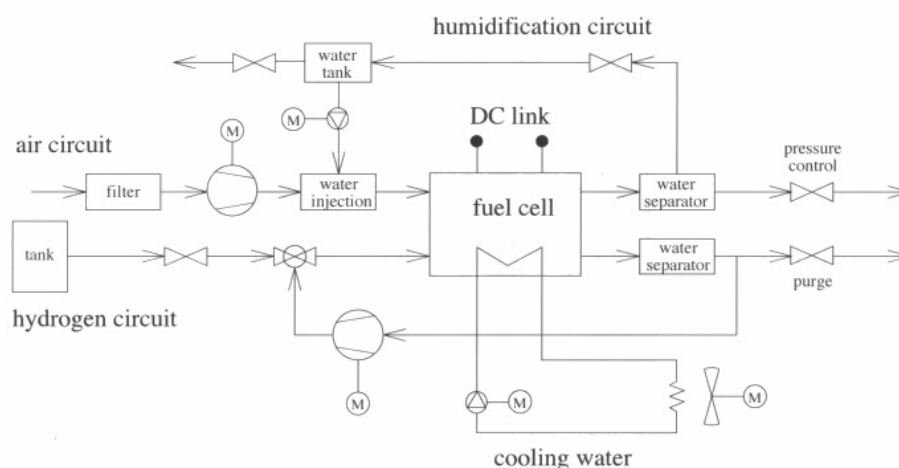 humidification circuit
water
tank
M
DC link
air circuit
M
pressure
control
filter
water
injection
fuel cell
water
separator
tank
water
separator
purge
hydrogen circuit
M
M
M
cooling water